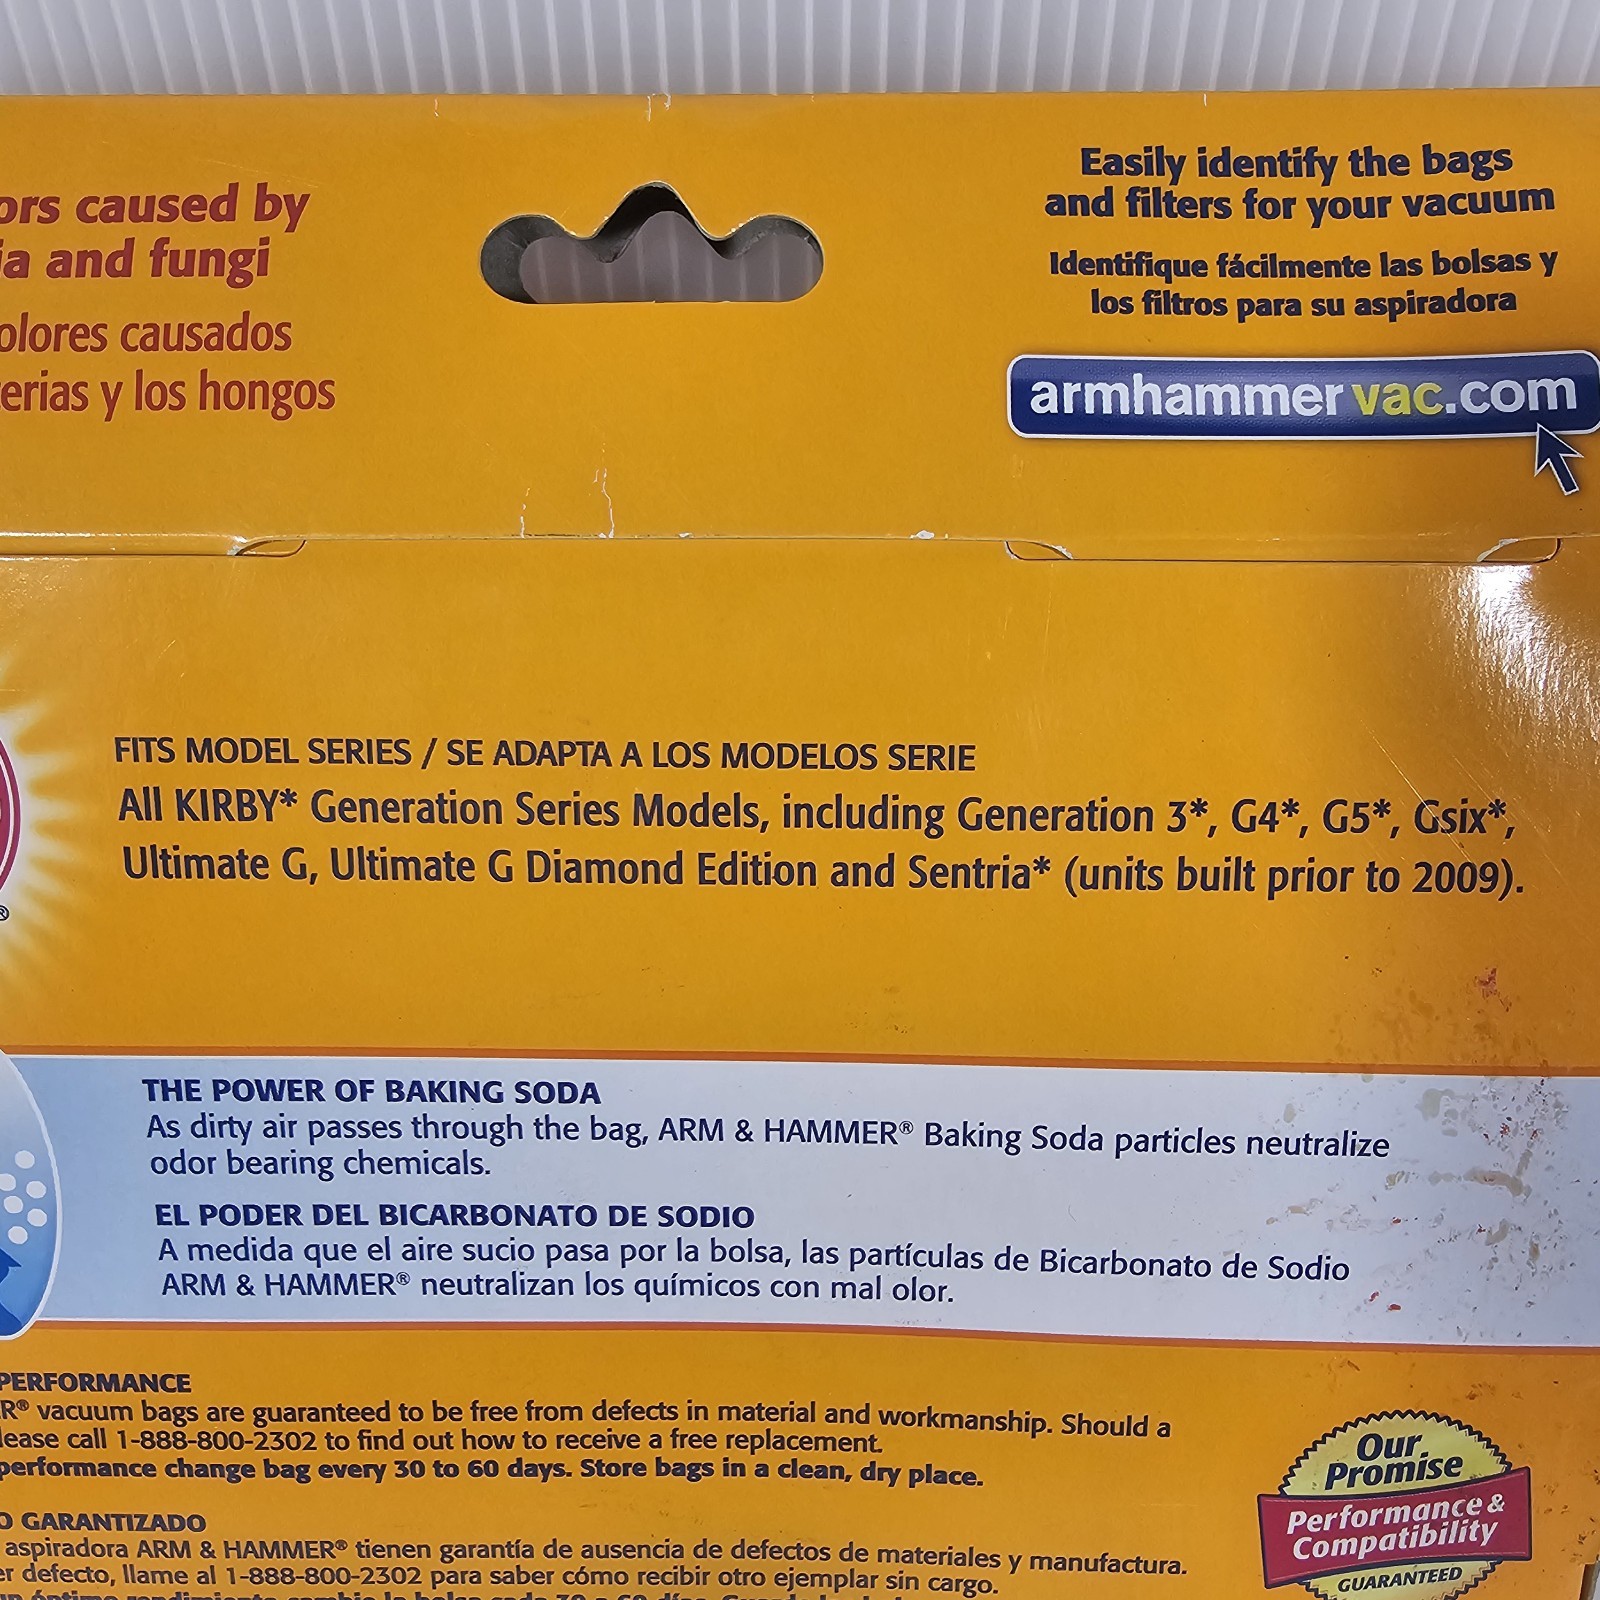 ors caused by
ia and fungi
olores causados
erias y los hongos
Easily identify the bags
and filters for your vacuum
Identifique fácilmente las bolsas y
los filtros para su aspiradora
armhammervac.com
FITS MODEL SERIES / SE ADAPTA A LOS MODELOS SERIE
All KIRBY* Generation Series Models, including Generation 3*, G4*, G5*, Gsix*,
Ultimate G, Ultimate G Diamond Edition and Sentria* (units built prior to 2009).
®
THE POWER OF BAKING SODA
As dirty air passes through the bag, ARM & HAMMER® Baking Soda particles neutralize
odor bearing chemicals.
EL PODER DEL BICARBONATO DE SODIO
A medida que el aire sucio pasa por la bolsa, las partículas de Bicarbonato de Sodio
ARM & HAMMER® neutralizan los químicos con mal olor.
PERFORMANCE
R® vacuum bags are guaranteed to be free from defects in material and workmanship. Should a
lease call 1-888-800-2302 to find out how to receive a free replacement.
performance change bag every 30 to 60 days. Store bags in a clean, dry place.
O GARANTIZADO
aspiradora ARM & HAMMER® tienen garantía de ausencia de defectos de materiales y manufactura.
er defecto, llame al 1-888-800-2302 para saber cómo recibir otro ejemplar sin cargo.
Our
Promise
Performance &
Compatibility
GUARANTEED